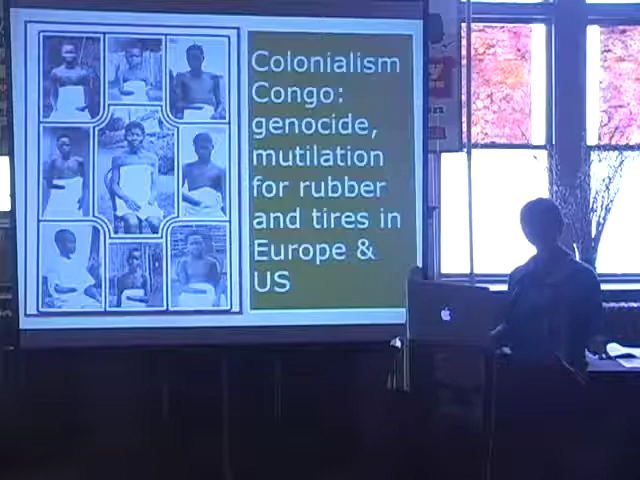 Colonialism
Congo:
genocide,
mutilation
for rubber
and tires in
Europe &
US